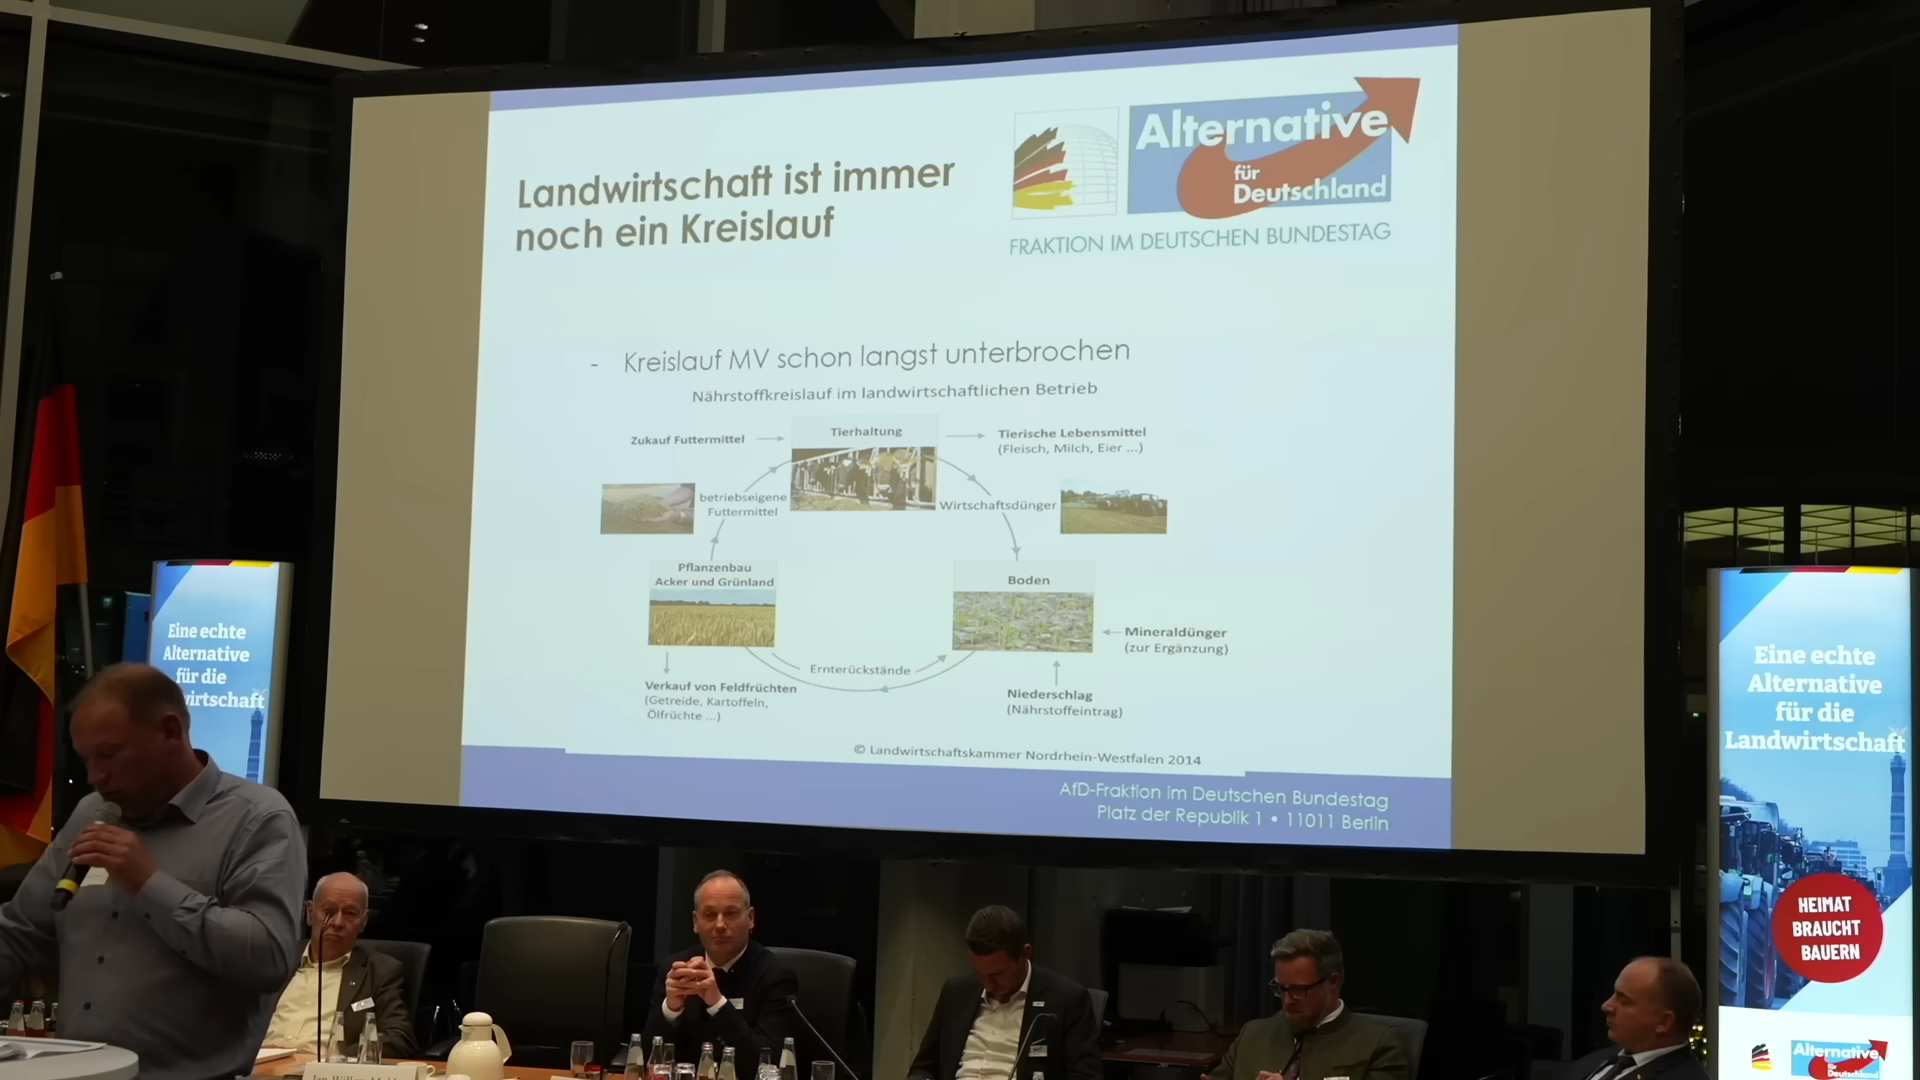 Landwirtschaft ist immer
noch ein Kreislauf
Alternative
für
Deutschland
FRAKTION IM DEUTSCHEN BUNDESTAG
- Kreislauf MV schon langst unterbrochen
Nährstoffkreislauf im landwirtschaftlichen Betrieb
Zukauf Futtermittel
Tierhaltung
Tierische Lebensmittel
(Fleisch, Milch, Eier ...)
betriebseigene
Futtermittel
Wirtschaftsdünger
Pflanzenbau
Acker und Grünland
Boden
Mineraldünger
(zur Ergänzung)
Ernterückstände
Verkauf von Feldfrüchten
(Getreide, Kartoffeln,
Ölfrüchte ...)
Niederschlag
(Nährstoffeintrag)
© Landwirtschaftskammer Nordrhein-Westfalen 2014
AfD-Fraktion im Deutschen Bundestag
Platz der Republik 1 • 11011 Berlin
Eine echte
Alternative
für die
wirtschaft
Eine echte
Alternative
für die
Landwirtschaft
HEIMAT
BRAUCHT
BAUERN
Alternative
für
Deutschland